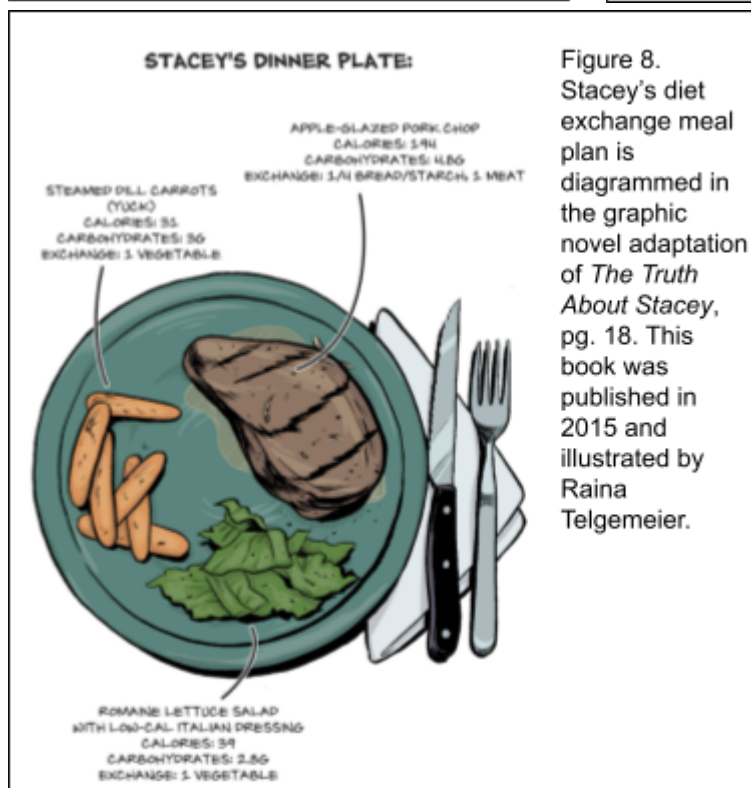 STACEY'S DINNER PLATE:
APPLE-GLAZED PORK CHOP
CALORIES: 194
CARBOHYDRATES: 4.8G
EXCHANGE: 1/4 BREAD/STARCH, 1 MEAT
STEAMED DILL CARROTS
(YUCK)
CALORIES: 31
CARBOHYDRATES: 3G
EXCHANGE: 1 VEGETABLE
ROMAINE LETTUCE SALAD
WITH LOW-CAL ITALIAN DRESSING
CALORIES: 39
CARBOHYDRATES: 2.8G
EXCHANGE: 1 VEGETABLE
Figure 8.
Stacey's diet
exchange meal
plan is
diagrammed in
the graphic
novel adaptation
of The Truth
About Stacey,
pg. 18. This
book was
published in
2015 and
illustrated by
Raina
Telgemeier.